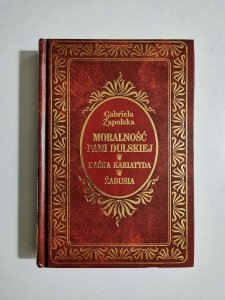 Gabriela
Zapolska
MORALNOŚĆ
PANI DULSKIEJ
KAŚKA KARIATYDA
ŻABUSIA